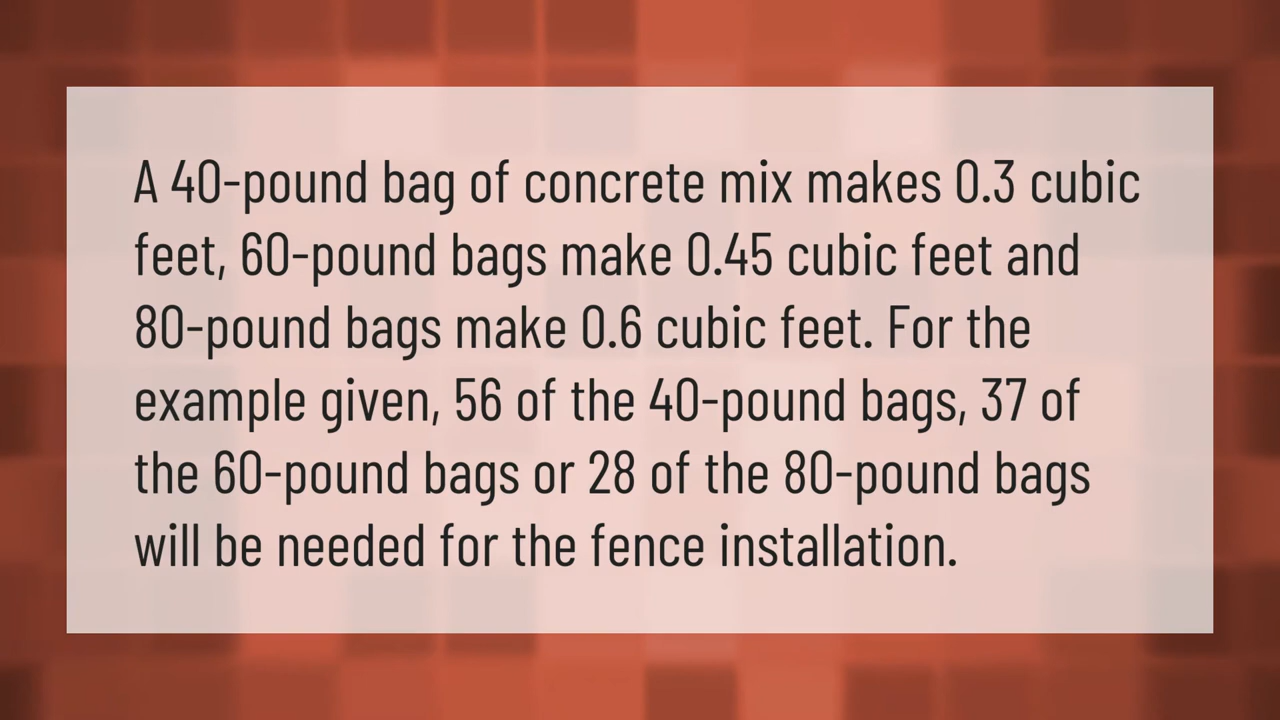 A 40-pound bag of concrete mix makes 0.3 cubic
feet, 60-pound bags make 0.45 cubic feet and
80-pound bags make 0.6 cubic feet. For the
example given, 56 of the 40-pound bags, 37 of
the 60-pound bags or 28 of the 80-pound bags
will be needed for the fence installation.